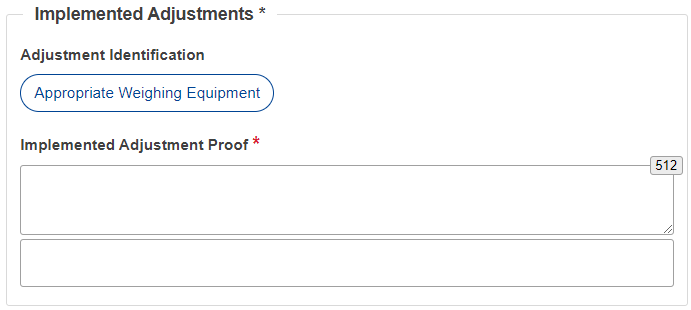 Implemented Adjustments *
Adjustment Identification
Appropriate Weighing Equipment
Implemented Adjustment Proof *
512